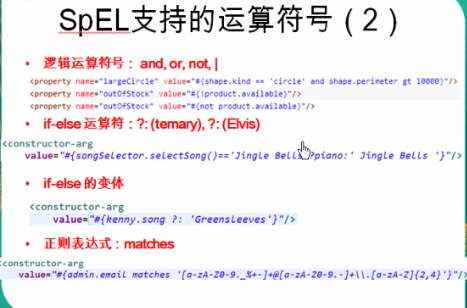 SpEL支持的运算符号（2）
• 逻辑运算符号：and, or, not, |
<property name="largeCircle" value="#{shape.kind == 'circle' and shape.perimeter gt 10000}"/>
<property name="outOfStock" value="#{!product.available}"/>
<property name="outOfStock" value="#{not product.available}"/>
• if-else 运算符：?: (temary), ?: (Elvis)
<constructor-arg
value="#{songSelector.selectSong()=='Jingle Bells'?piano:' Jingle Bells '}"/>
• if-else 的变体
<constructor-arg
value="#{kenny.song ?: 'Greensleeves'}"/>
• 正则表达式：matches
<constructor-arg
value="#{admin.email matches '[a-zA-Z0-9._%+-]+@[a-zA-Z0-9.-]+\\.[a-zA-Z]{2,4}'}"/>